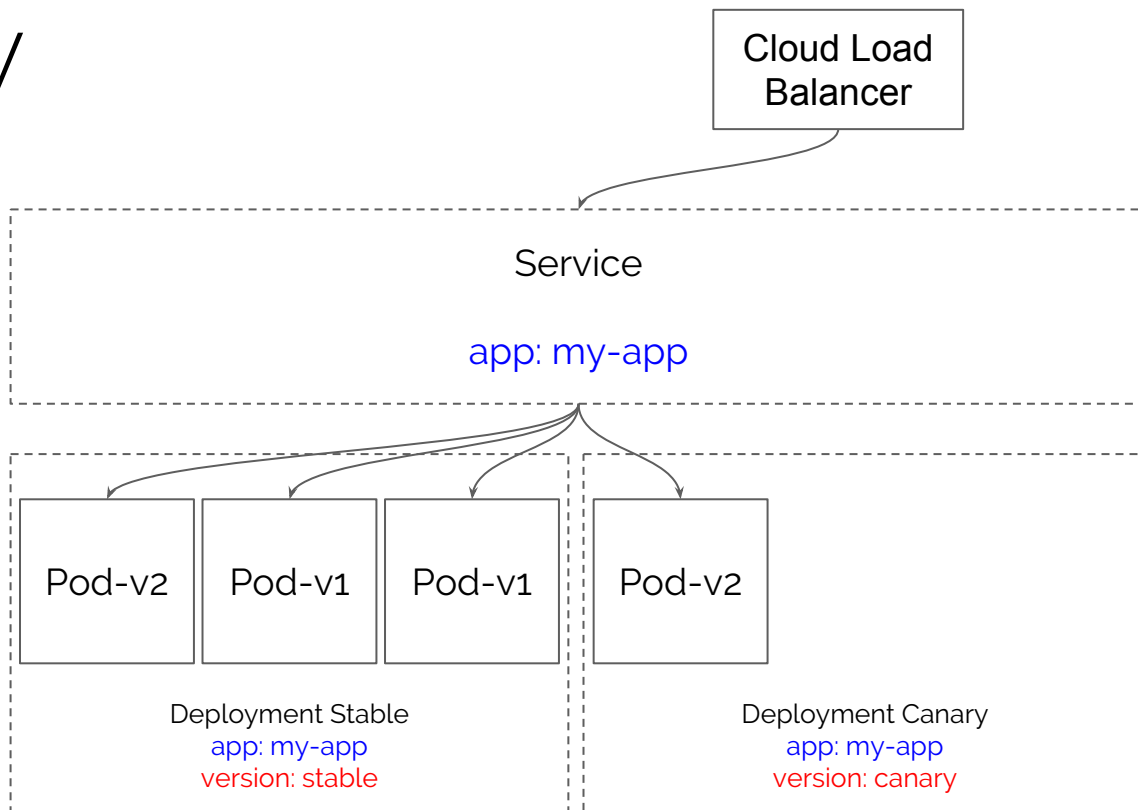 y
Cloud Load
Balancer
Service
app: my-app
Pod-v2
Pod-v1
Pod-v1
Pod-v2
Deployment Stable
app: my-app
version: stable
Deployment Canary
app: my-app
version: canary